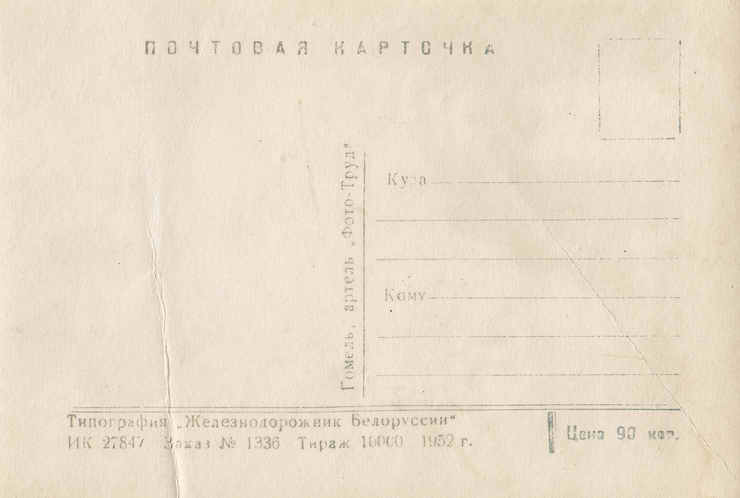 ПОЧТОВАЯ КАРТОЧКА
Гомель, артель „Фото-Труд"
Куда
Кому
Типография „Железнодорожник Белоруссии"
ИК 27847 Заказ № 1336 Тираж 10000 1952 г.
Цена 90 коп.